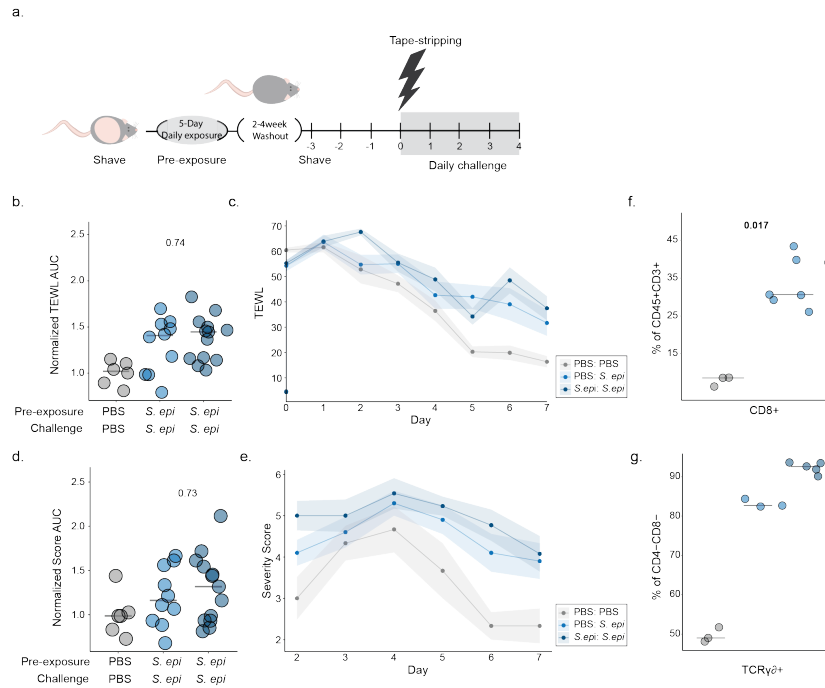 a.
Tape-stripping
5-Day
Daily exposure
2-4week
Washout
-3 -2 -1 0 1 2 3 4
Shave Pre-exposure Shave Daily challenge
b.
2.5
2.0
1.5
1.0
Normalized TEWL AUC
0.74
Pre-exposure PBS S. epi S. epi
Challenge PBS S. epi S. epi
c.
70
60
50
40
30
20
10
0
TEWL
0 1 2 3 4 5 6 7
Day
PBS: PBS
PBS: S. epi
S.epi: S.epi
f.
0.017
45
35
25
15
% of CD45+CD3+
CD8+
d.
2.5
2.0
1.5
1.0
Normalized Score AUC
0.73
Pre-exposure PBS S. epi S. epi
Challenge PBS S. epi S. epi
e.
6
5
4
3
2
Severity Score
2 3 4 5 6 7
Day
PBS: PBS
PBS: S. epi
S.epi: S.epi
g.
90
80
70
60
50
% of CD4−CD8−
TCRγ∂+